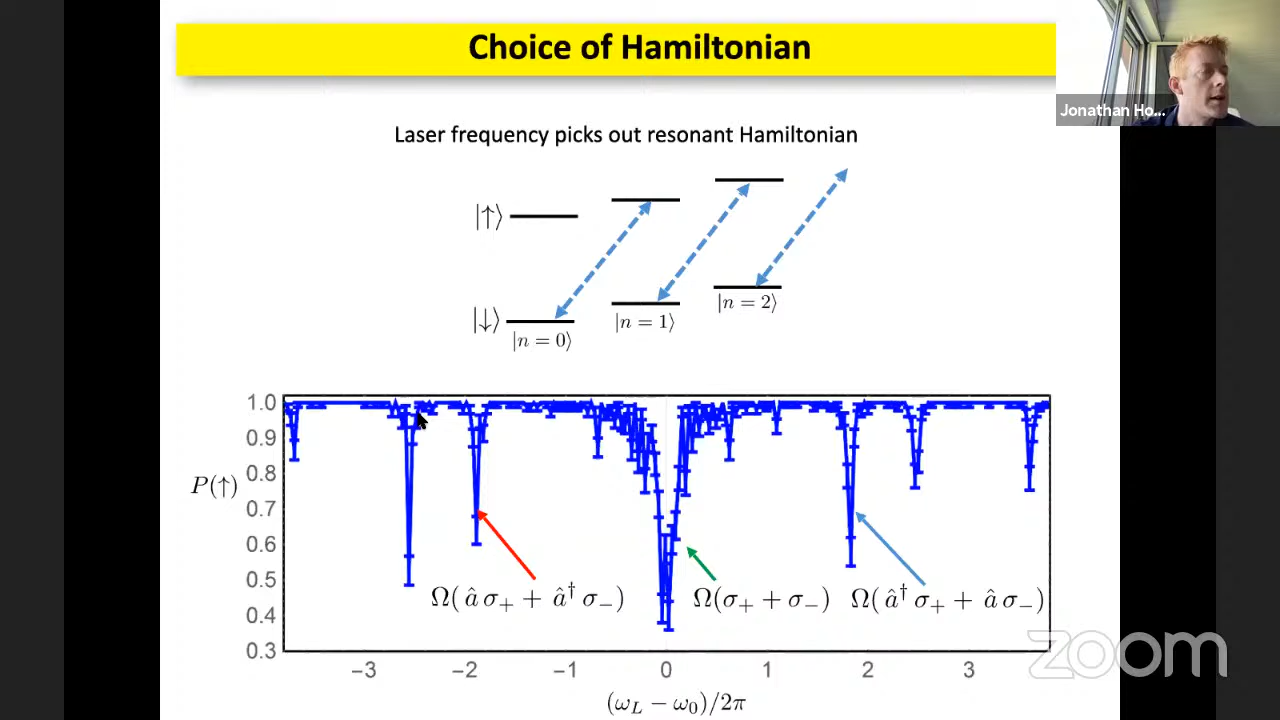 Choice of Hamiltonian
Jonathan Ho...
Laser frequency picks out resonant Hamiltonian
|↑⟩
|↓⟩
|n = 0⟩
|n = 1⟩
|n = 2⟩
1.0
0.9
0.8
0.7
0.6
0.5
0.4
0.3
P(↑)
Ω(â σ₊ + â† σ₋)
Ω(σ₊ + σ₋)
Ω(â† σ₊ + â σ₋)
−3 −2 −1 0 1 2 3
(ω_L − ω₀)/2π
zoom